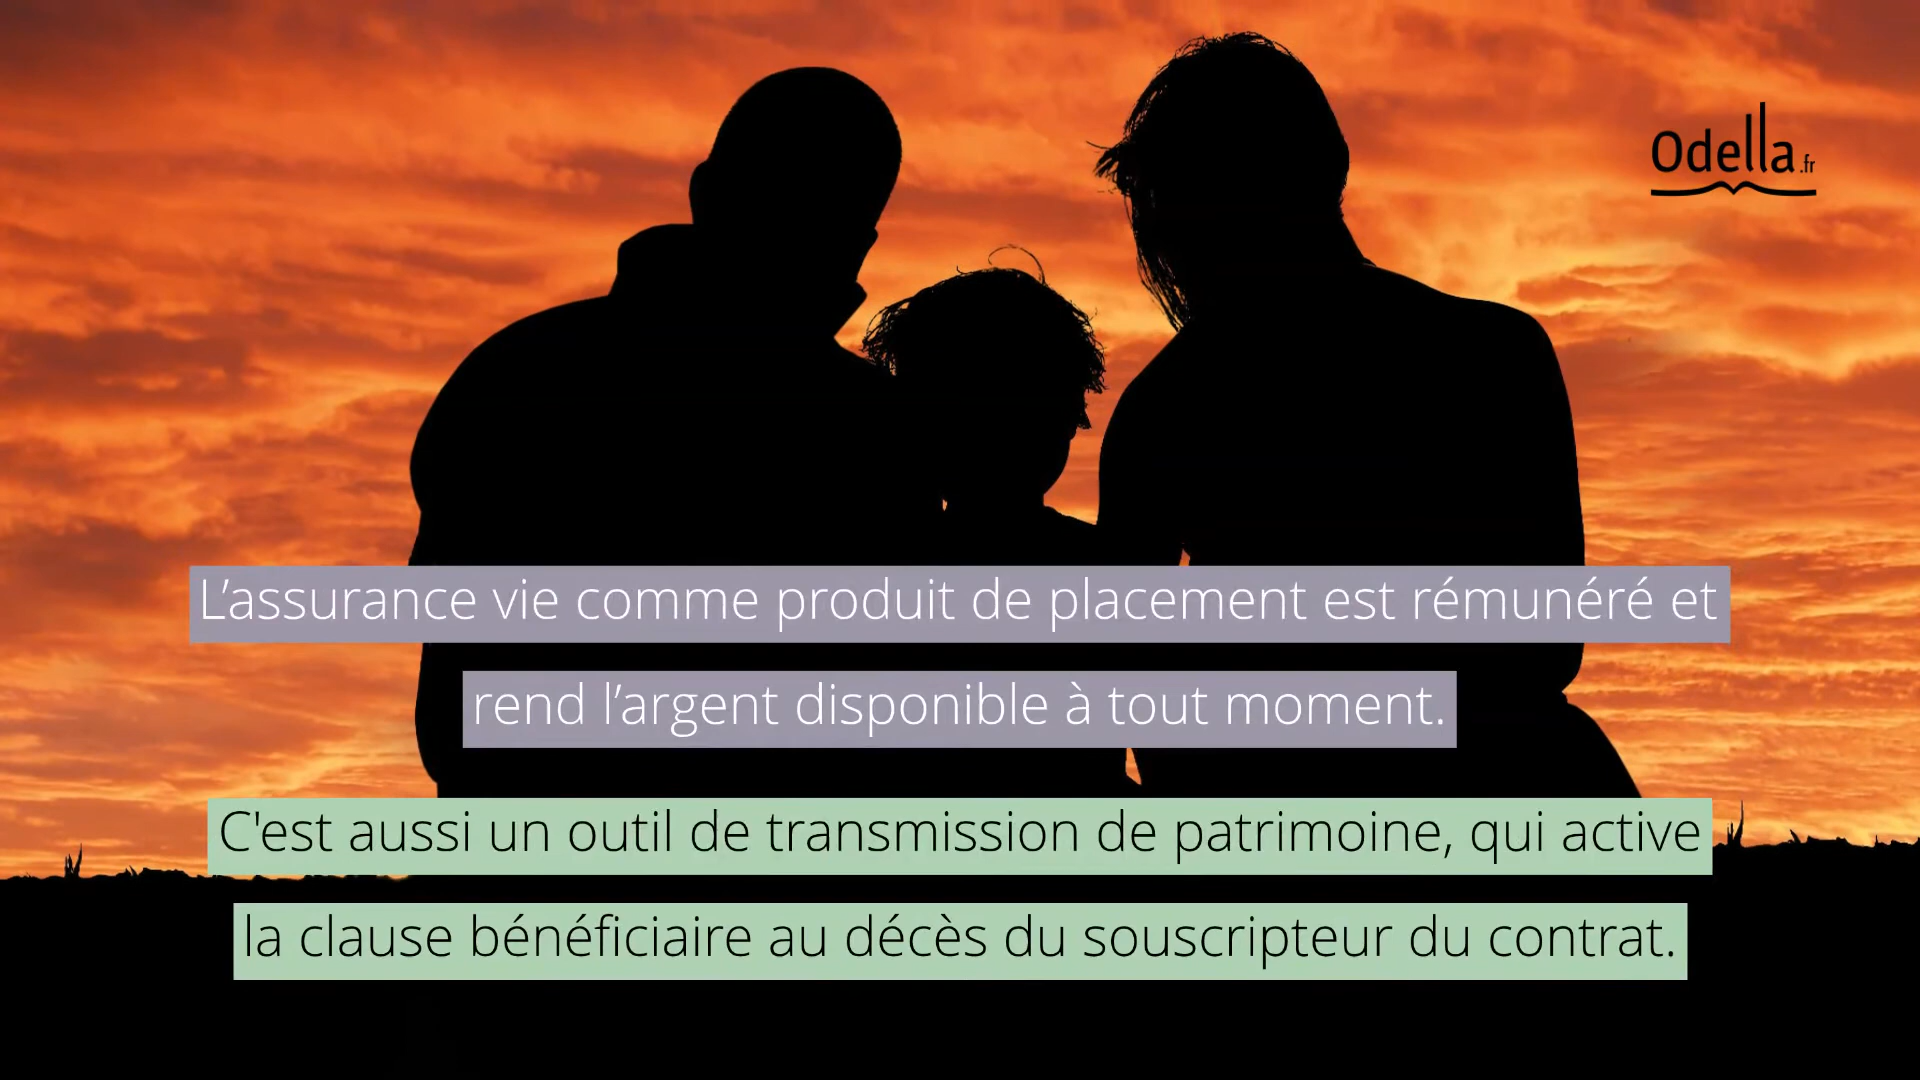 Odella.fr
L’assurance vie comme produit de placement est rémunéré et
rend l’argent disponible à tout moment.
C'est aussi un outil de transmission de patrimoine, qui active
la clause bénéficiaire au décès du souscripteur du contrat.